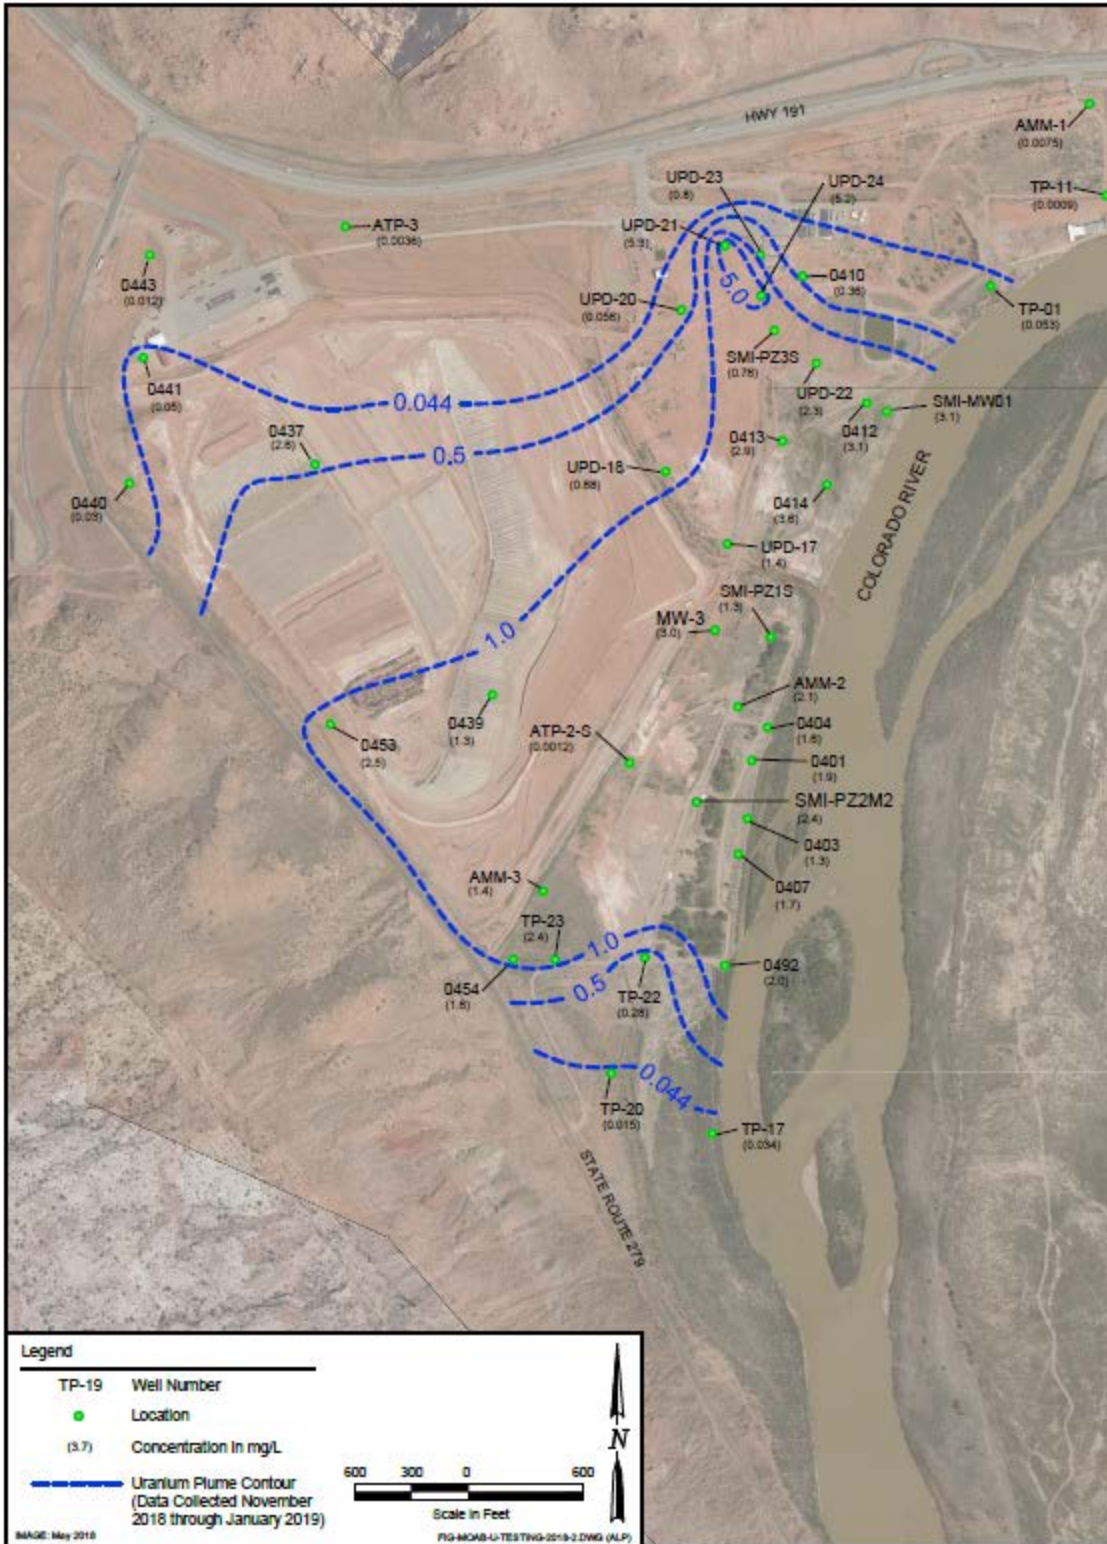 HWY 191
AMM-1
(0.0075)
UPD-23
(0.8)
UPD-24
(5.2)
TP-11
(0.0009)
ATP-3
(0.0036)
UPD-21
0443
(0.012)
0410
(0.36)
5.0
UPD-20
(0.056)
TP-01
(0.053)
SMI-PZ3S
(0.78)
0441
(0.05)
UPD-22
(2.3)
0.044
0412
(3.1)
SMI-MW01
(3.1)
0437
(2.6)
0413
(2.9)
0.5
UPD-18
(0.88)
0440
(0.03)
0414
(3.6)
COLORADO RIVER
UPD-17
(1.4)
SMI-PZ1S
(1.3)
MW-3
(3.0)
1.0
AMM-2
(2.1)
0439
(1.3)
0453
(2.5)
ATP-2-S
(0.0012)
0404
(1.6)
0401
(1.9)
SMI-PZ2M2
(2.4)
0403
(1.3)
AMM-3
(1.4)
0407
(1.7)
TP-23
(2.4)
1.0
0454
(1.8)
0.5
TP-22
(0.28)
0492
(2.0)
0.044
TP-20
(0.015)
TP-17
(0.034)
STATE ROUTE 279
Legend
TP-19 Well Number
Location
(3.7) Concentration in mg/L
Uranium Plume Contour
(Data Collected November
2018 through January 2019)
N
600 300 0 600
Scale in Feet
IMAGE: May 2018
FIG-MOAB-U-TESTING-2018-2.DWG (ALP)